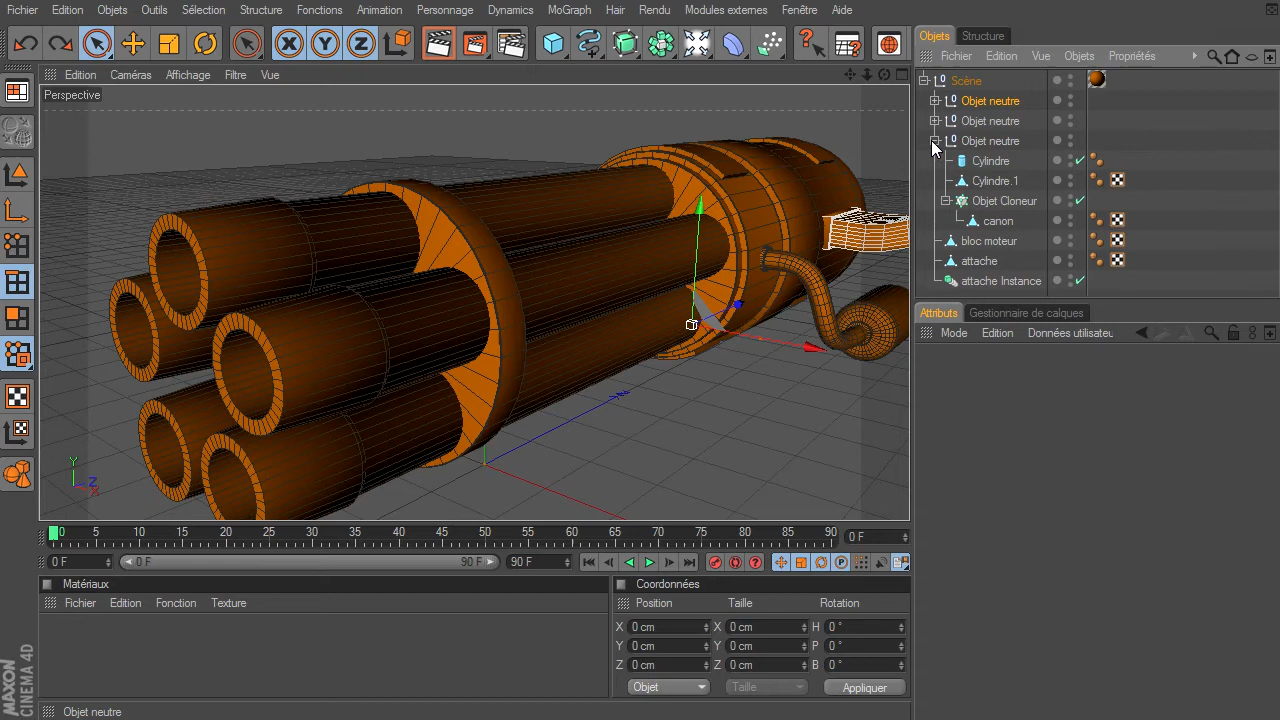 Fichier Edition Objets Outils Sélection Structure Fonctions Animation Personnage Dynamics MoGraph Hair Rendu Modules externes Fenêtre Aide
Objets Structure
Fichier Edition Vue Objets Propriétés
Edition Caméras Affichage Filtre Vue
Perspective
Scène
Objet neutre
Objet neutre
Objet neutre
Cylindre
Cylindre.1
Objet Cloneur
canon
bloc moteur
attache
attache Instance
Attributs Gestionnaire de calques
Mode Edition Données utilisateu
X Y Z
Y
Z
X
0 5 10 15 20 25 30 35 40 45 50 55 60 65 70 75 80 85 90 0 F
0 F 0 F 90 F 90 F
Matériaux
Fichier Edition Fonction Texture
Coordonnées
Position Taille Rotation
X 0 cm X 0 cm H 0 °
Y 0 cm Y 0 cm P 0 °
Z 0 cm Z 0 cm B 0 °
Objet Taille Appliquer
MAXON
CINEMA 4D
Objet neutre